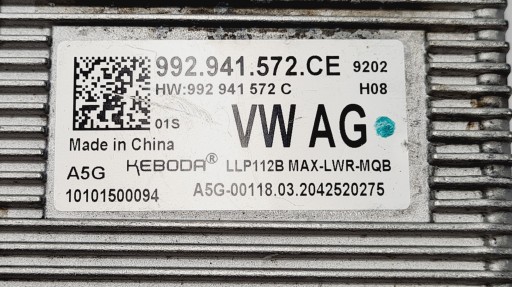 992.941.572.CE 9202
HW:992 941 572 C H08
01S VW AG
Made in China
A5G KEBODA® LLP112B MAX-LWR-MQB
10101500094 A5G-00118.03.2042520275